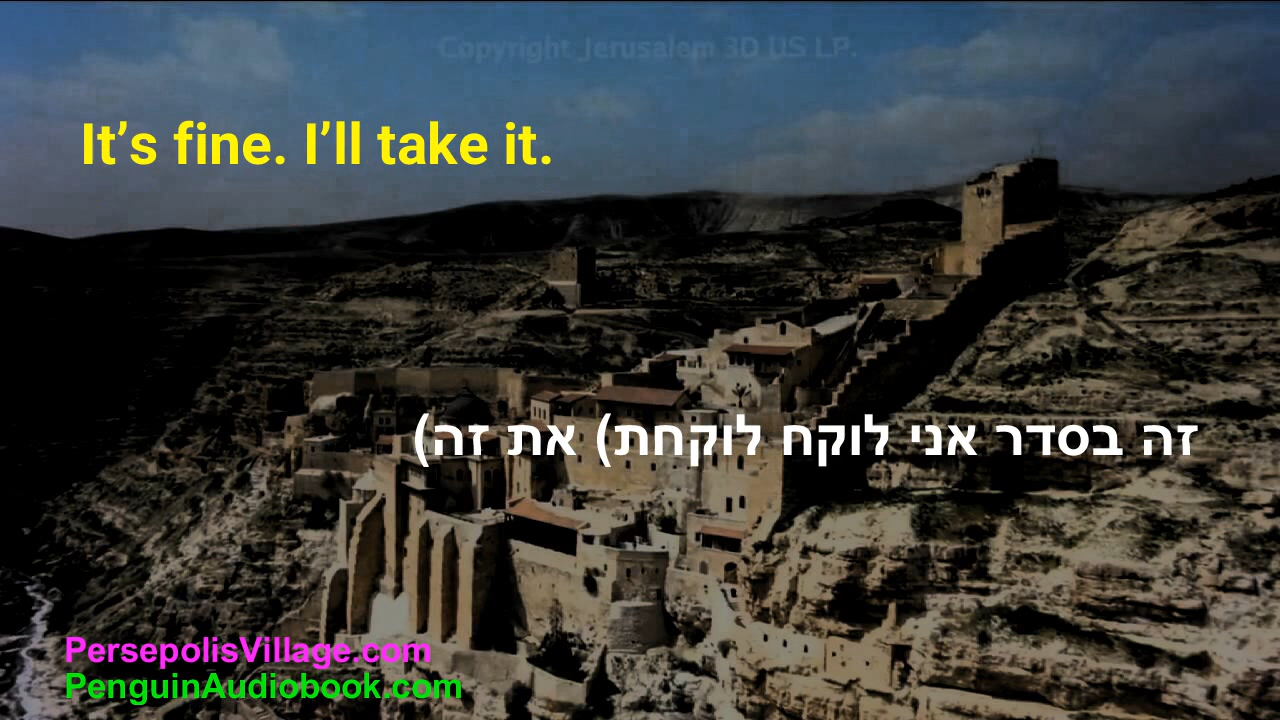 Copyright Jerusalem 3D US LP.
It’s fine. I’ll take it.
זה בסדר אני לוקח לוקחת) את זה)
PersepolisVillage.com
PenguinAudiobook.com